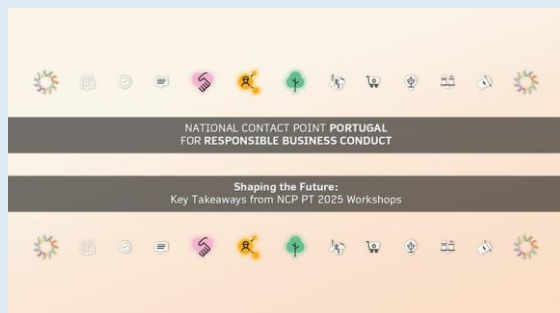 NATIONAL CONTACT POINT PORTUGAL
FOR RESPONSIBLE BUSINESS CONDUCT
Shaping the Future:
Key Takeaways from NCP PT 2025 Workshops